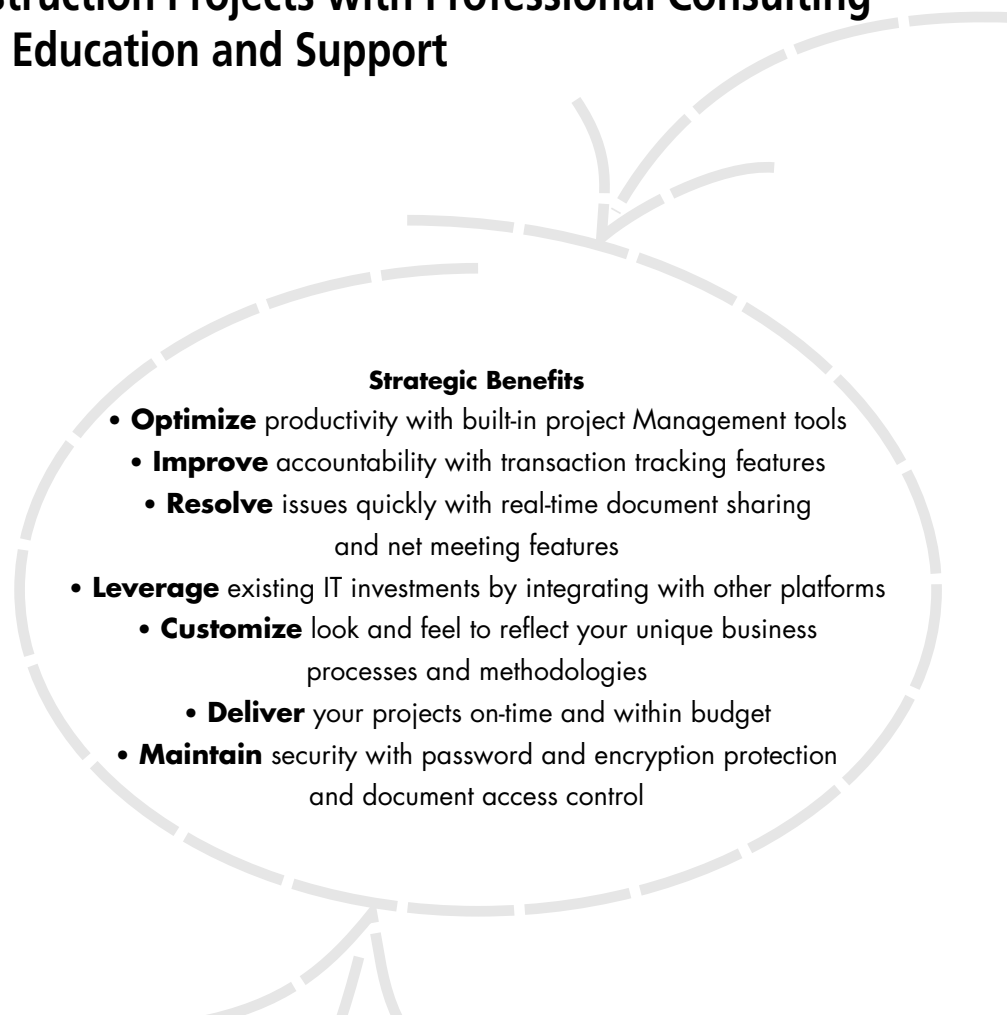 struction Projects with Professional Consulting
Education and Support
Strategic Benefits
• Optimize productivity with built-in project Management tools
• Improve accountability with transaction tracking features
• Resolve issues quickly with real-time document sharing
and net meeting features
• Leverage existing IT investments by integrating with other platforms
• Customize look and feel to reflect your unique business
processes and methodologies
• Deliver your projects on-time and within budget
• Maintain security with password and encryption protection
and document access control